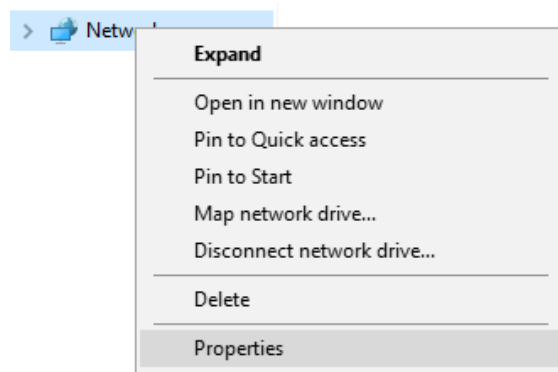 Netw
Expand
Open in new window
Pin to Quick access
Pin to Start
Map network drive...
Disconnect network drive...
Delete
Properties